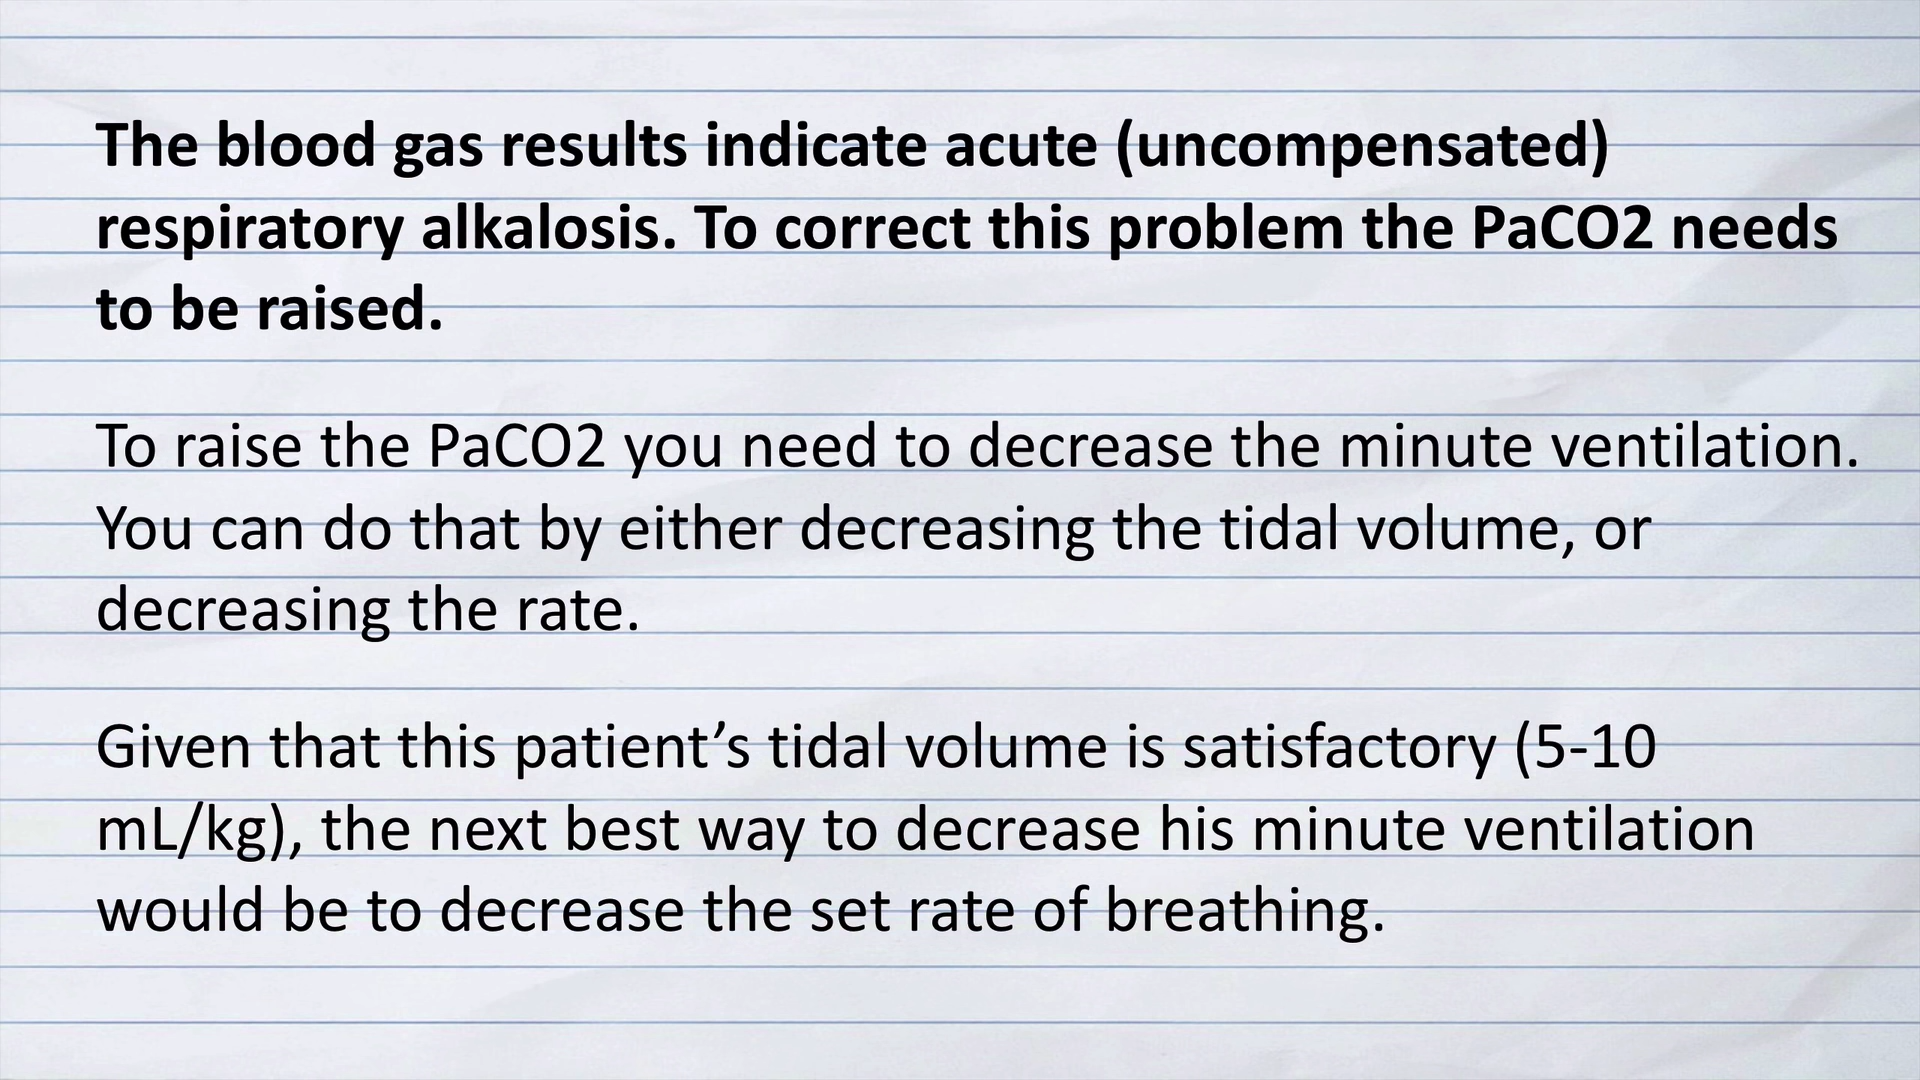 The blood gas results indicate acute (uncompensated)
respiratory alkalosis. To correct this problem the PaCO2 needs
to be raised.
To raise the PaCO2 you need to decrease the minute ventilation.
You can do that by either decreasing the tidal volume, or
decreasing the rate.
Given that this patient’s tidal volume is satisfactory (5-10
mL/kg), the next best way to decrease his minute ventilation
would be to decrease the set rate of breathing.